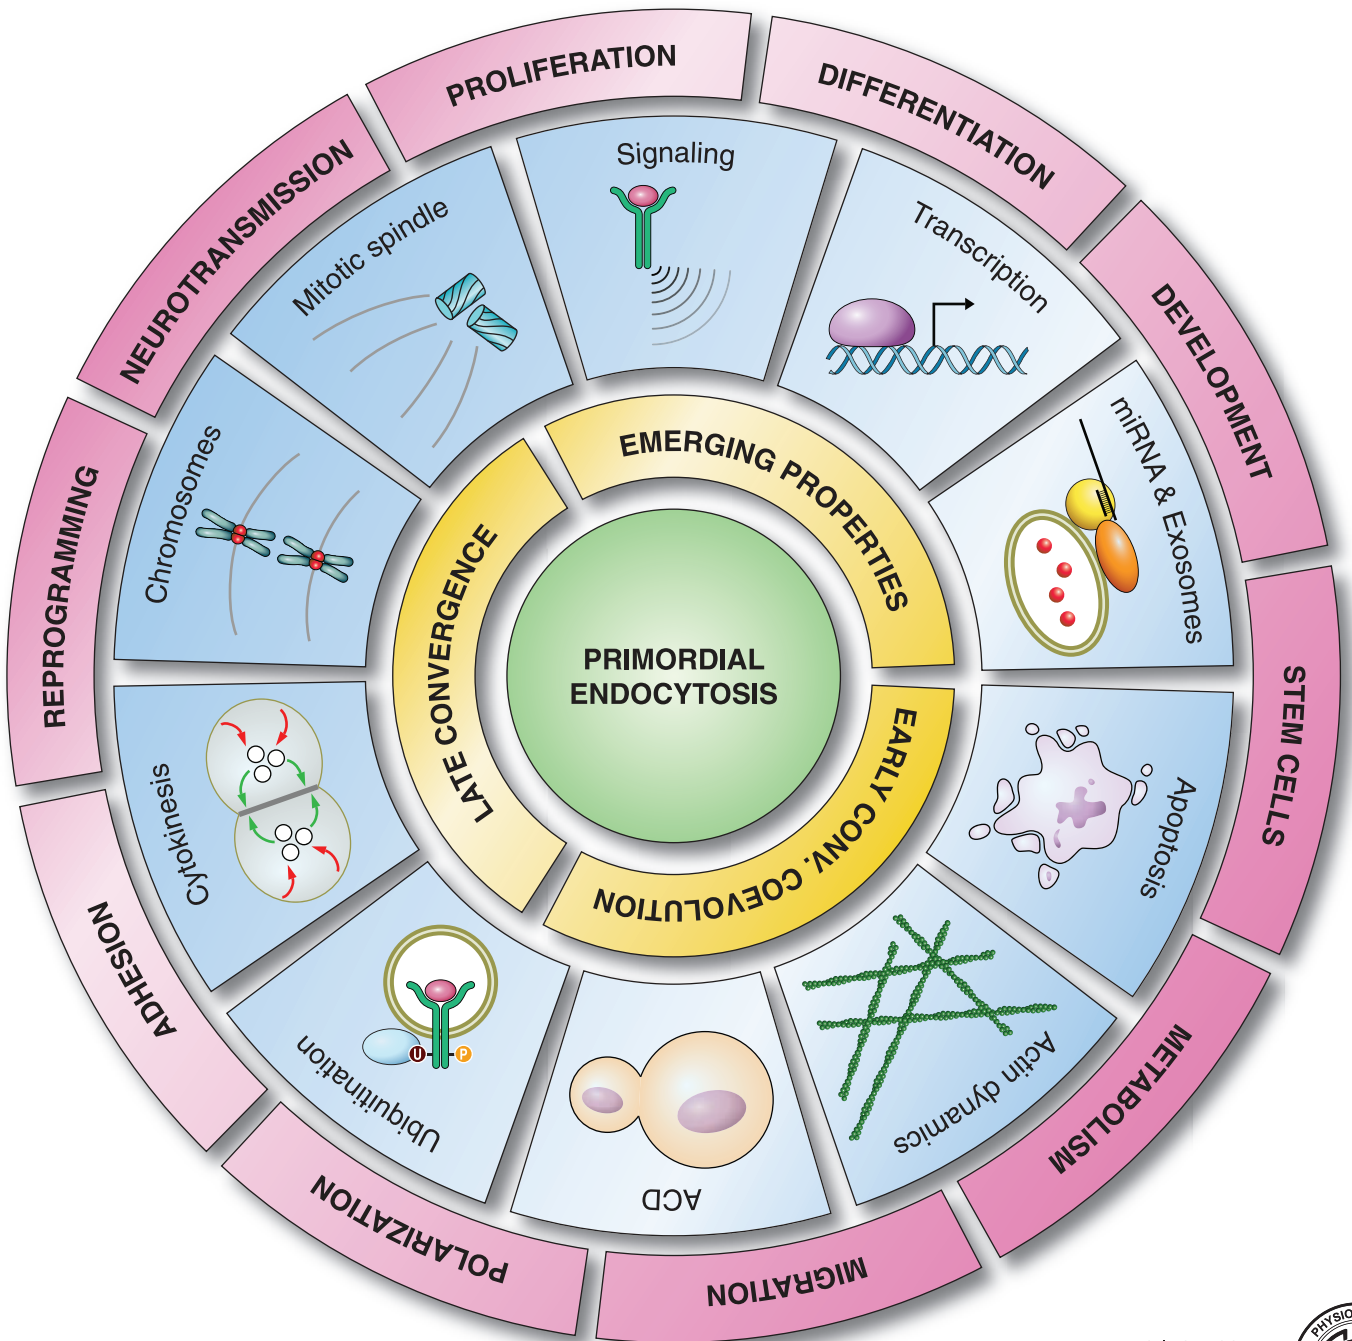 PROLIFERATION
DIFFERENTIATION
DEVELOPMENT
STEM CELLS
METABOLISM
MIGRATION
POLARIZATION
ADHESION
REPROGRAMMING
NEUROTRANSMISSION
Signaling
Transcription
miRNA & Exosomes
Apoptosis
Actin dynamics
ACD
Ubiquitination
U
P
Cytokinesis
Chromosomes
Mitotic spindle
EMERGING PROPERTIES
EARLY CONV. COEVOLUTION
LATE CONVERGENCE
PRIMORDIAL
ENDOCYTOSIS